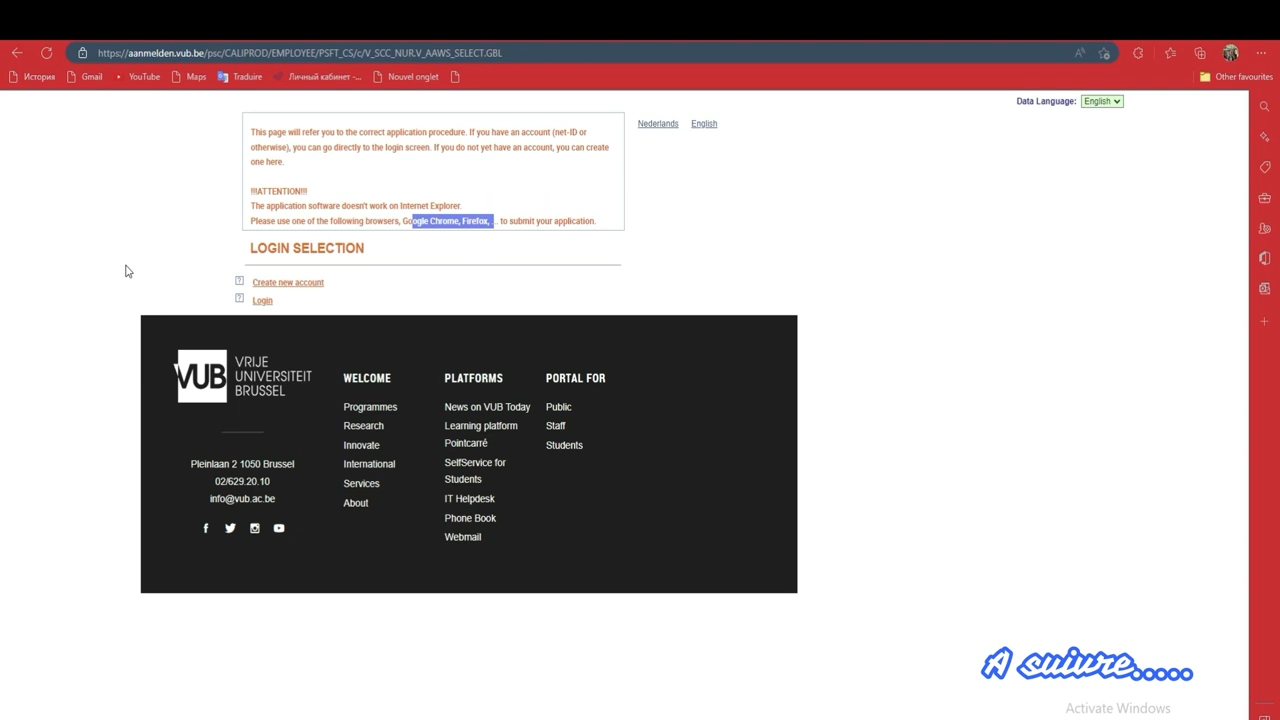 https://aanmelden.vub.be/psc/CALIPROD/EMPLOYEE/PSFT_CS/c/V_SCC_NUR.V_AAWS_SELECT.GBL
История Gmail YouTube Maps Traduire Личный кабинет -... Nouvel onglet Other favourites
Data Language: English
Nederlands English
This page will refer you to the correct application procedure. If you have an account (net-ID or
otherwise), you can go directly to the login screen. If you do not yet have an account, you can create
one here.
!!!ATTENTION!!!
The application software doesn't work on Internet Explorer.
Please use one of the following browsers, Google Chrome, Firefox, ... to submit your application.
LOGIN SELECTION
Create new account
Login
VUB
VRIJE
UNIVERSITEIT
BRUSSEL
Pleinlaan 2 1050 Brussel
02/629.20.10
info@vub.ac.be
WELCOME
Programmes
Research
Innovate
International
Services
About
PLATFORMS
News on VUB Today
Learning platform
Pointcarré
SelfService for
Students
IT Helpdesk
Phone Book
Webmail
PORTAL FOR
Public
Staff
Students
A suivre.....
Activate Windows